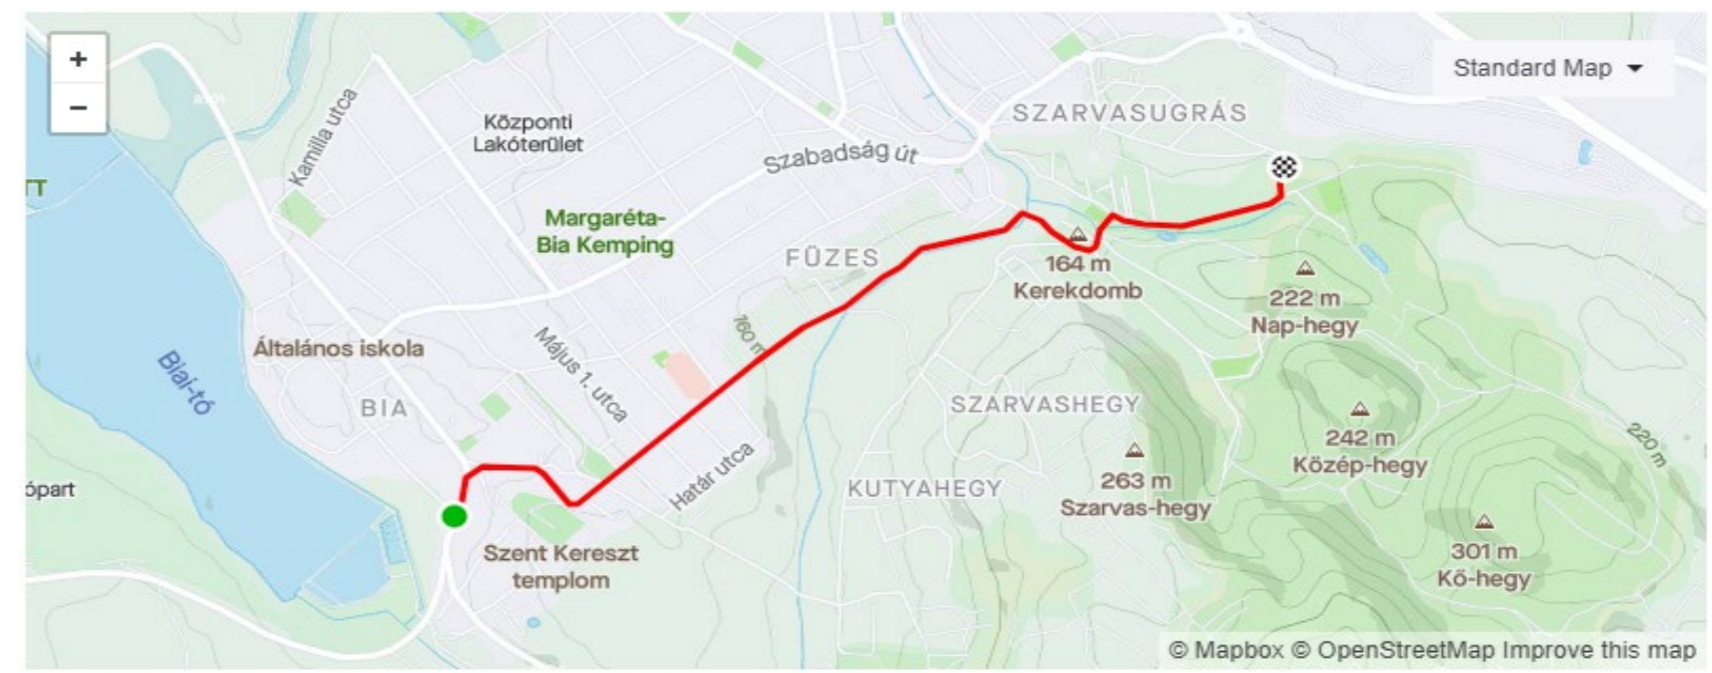 +
−
Standard Map
SZARVASUGRÁS
Kamilla utca
Központi
Lakóterület
Szabadság út
TT
Margaréta-
Bia Kemping
FÜZES
164 m
Kerekdomb
222 m
Nap-hegy
160 m
Általános iskola
Május 1. utca
Biai-tó
BIA
SZARVASHEGY
242 m
Közép-hegy
220 m
Határ utca
263 m
Szarvas-hegy
KUTYAHEGY
ópart
301 m
Kő-hegy
Szent Kereszt
templom
© Mapbox © OpenStreetMap Improve this map